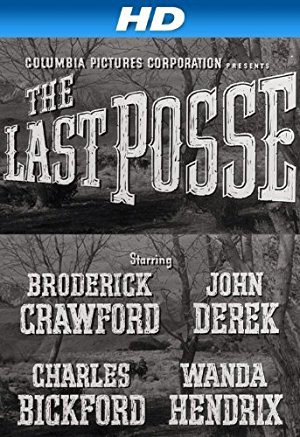 HD
COLUMBIA PICTURES CORPORATION PRESENTS
THE
LAST POSSE
Starring
BRODERICK CRAWFORD
JOHN DEREK
CHARLES BICKFORD
WANDA HENDRIX